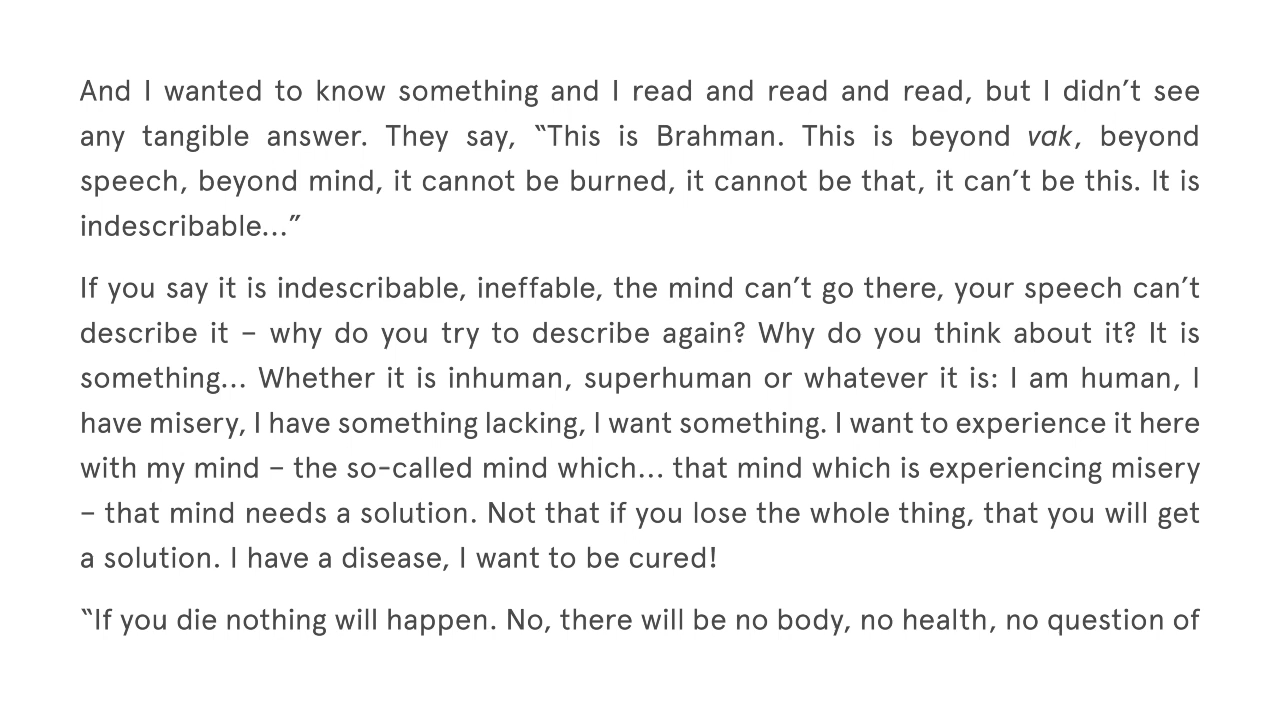 And I wanted to know something and I read and read and read, but I didn’t see
any tangible answer. They say, “This is Brahman. This is beyond vak, beyond
speech, beyond mind, it cannot be burned, it cannot be that, it can’t be this. It is
indescribable...”
If you say it is indescribable, ineffable, the mind can’t go there, your speech can’t
describe it – why do you try to describe again? Why do you think about it? It is
something... Whether it is inhuman, superhuman or whatever it is: I am human, I
have misery, I have something lacking, I want something. I want to experience it here
with my mind – the so-called mind which... that mind which is experiencing misery
– that mind needs a solution. Not that if you lose the whole thing, that you will get
a solution. I have a disease, I want to be cured!
“If you die nothing will happen. No, there will be no body, no health, no question of